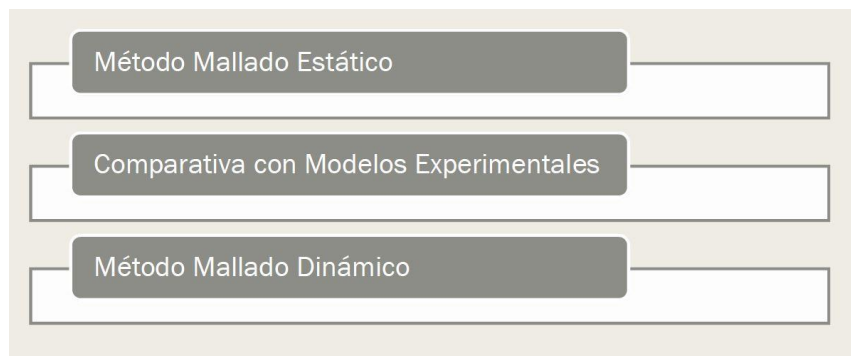 Método Mallado Estático
Comparativa con Modelos Experimentales
Método Mallado Dinámico